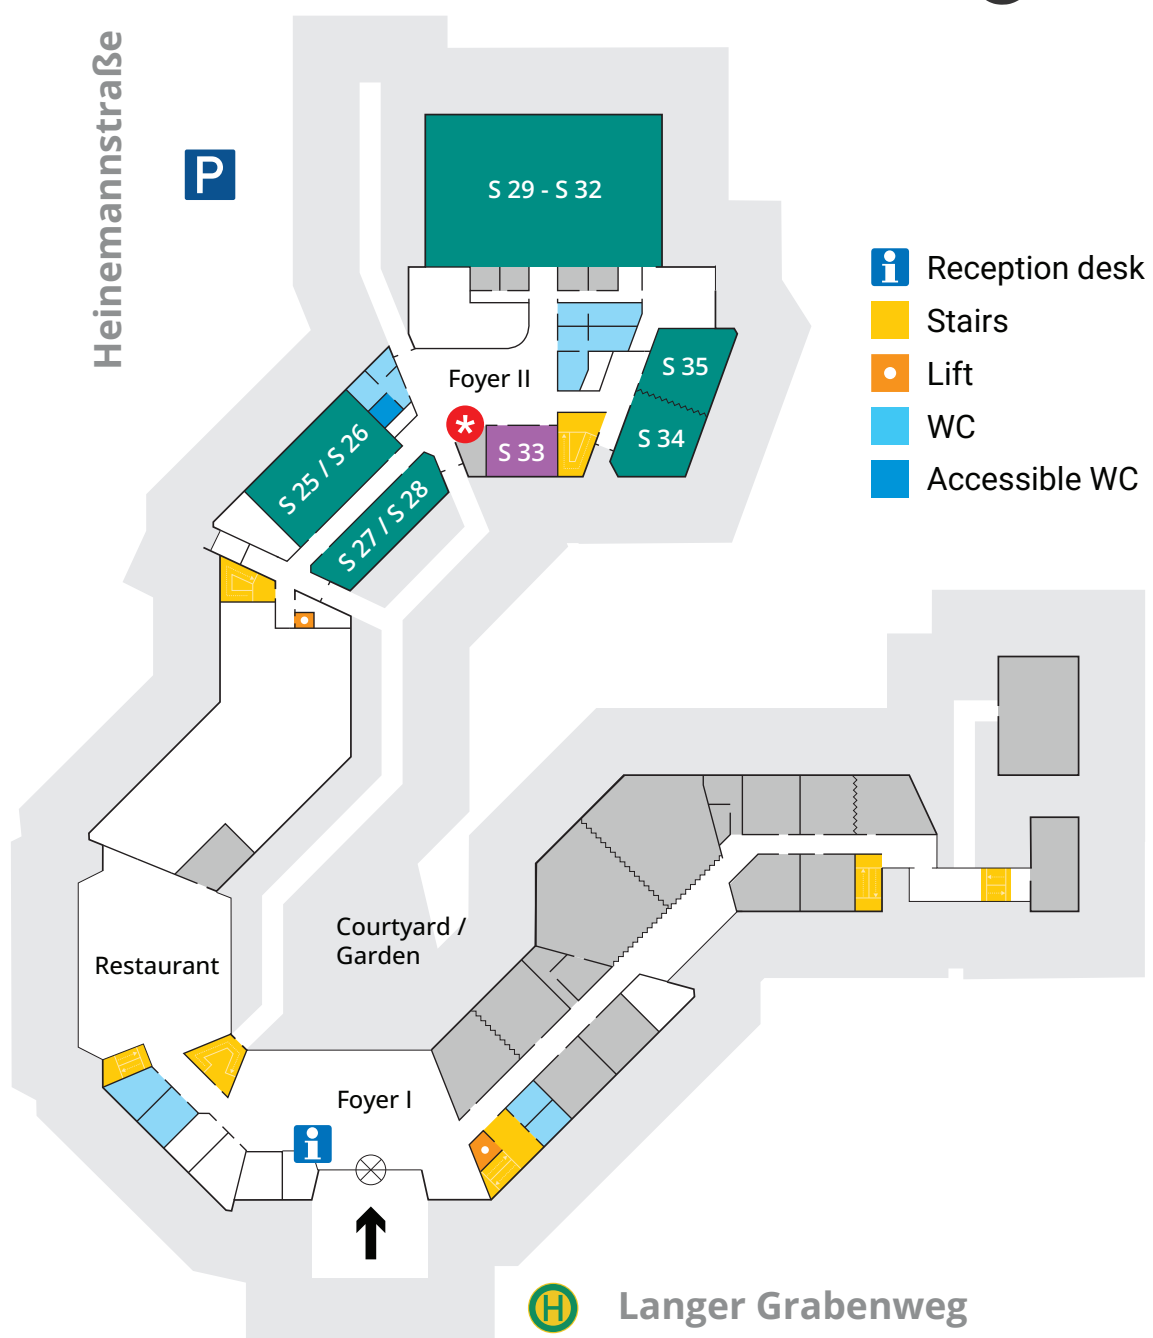 Heinemannstraße
P
S 29 - S 32
Reception desk
Stairs
Lift
WC
Accessible WC
S 35
Foyer II
*
S 34
S 33
S 25 / S 26
S 27 / S 28
Courtyard /
Garden
Restaurant
Foyer I
i
H
Langer Grabenweg